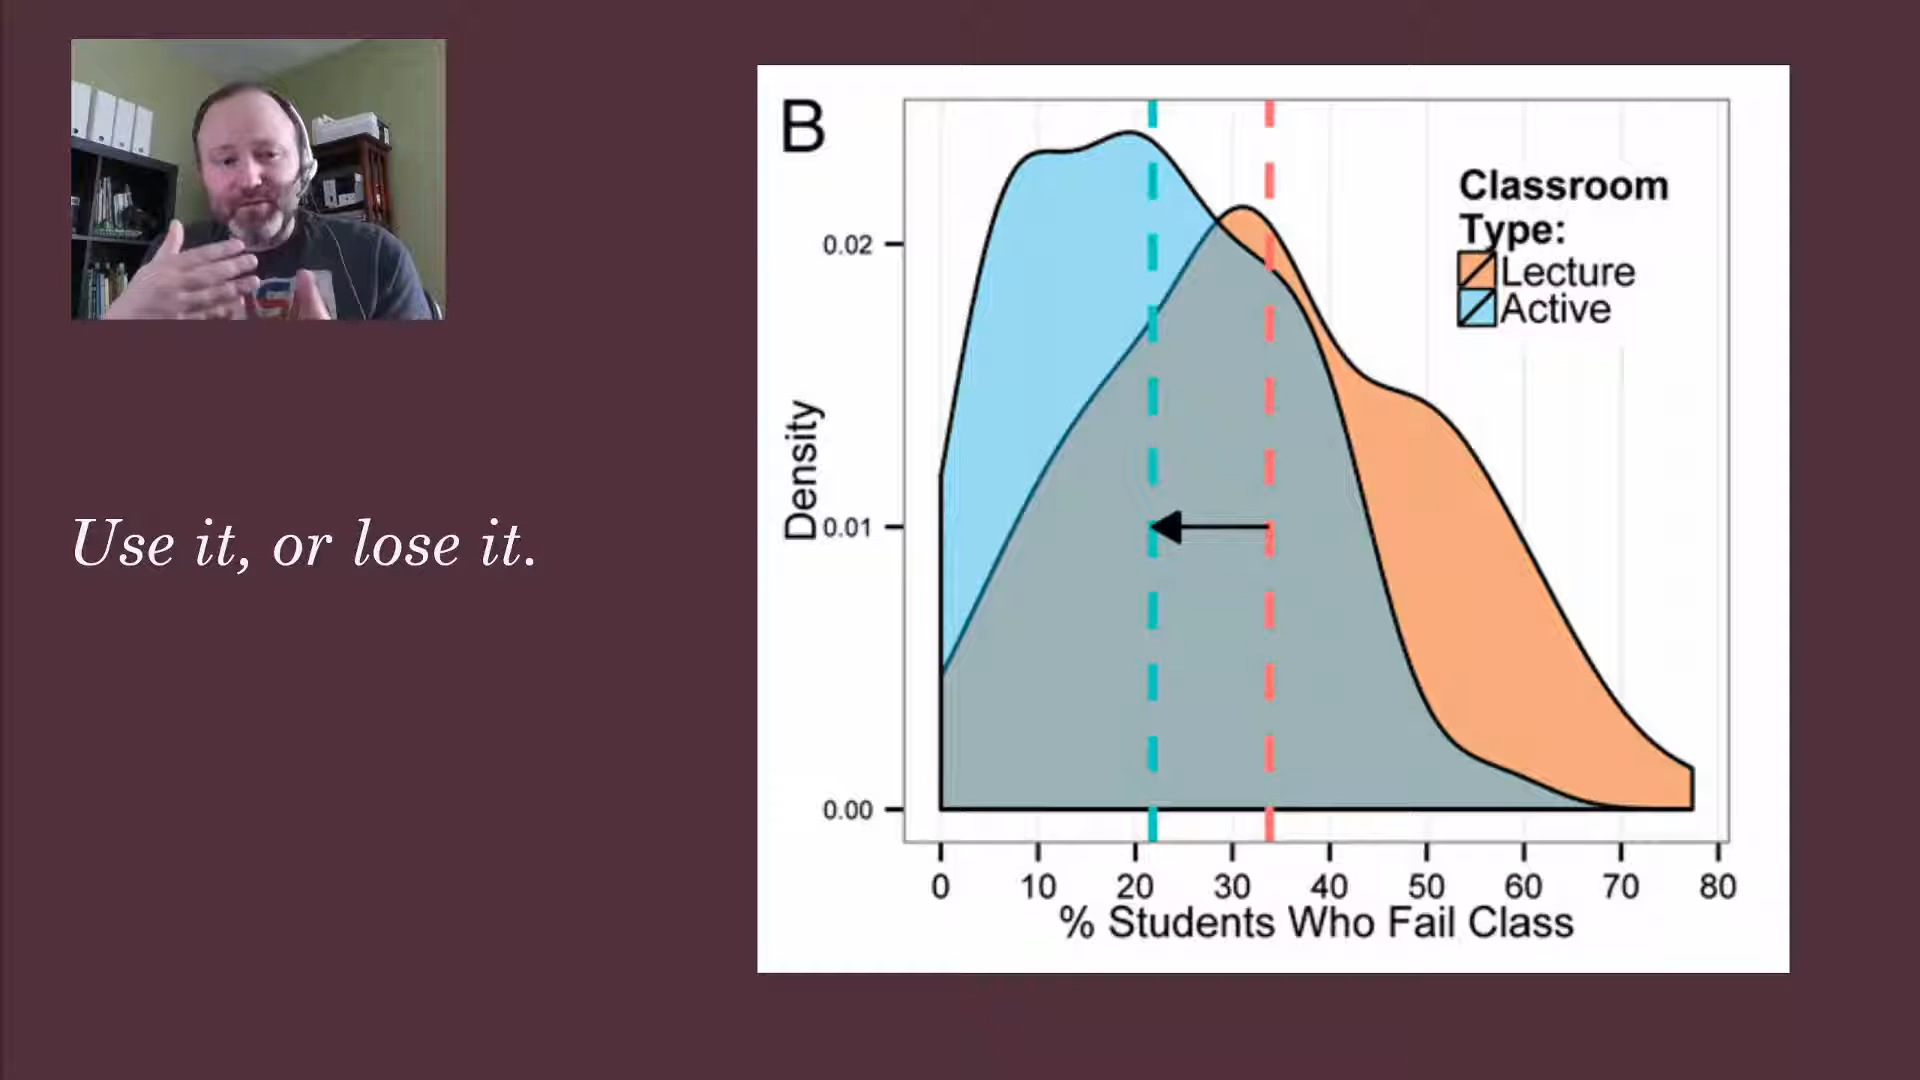 Use it, or lose it.
B
Classroom
Type:
Lecture
Active
Density
0.02
0.01
0.00
0 10 20 30 40 50 60 70 80
% Students Who Fail Class